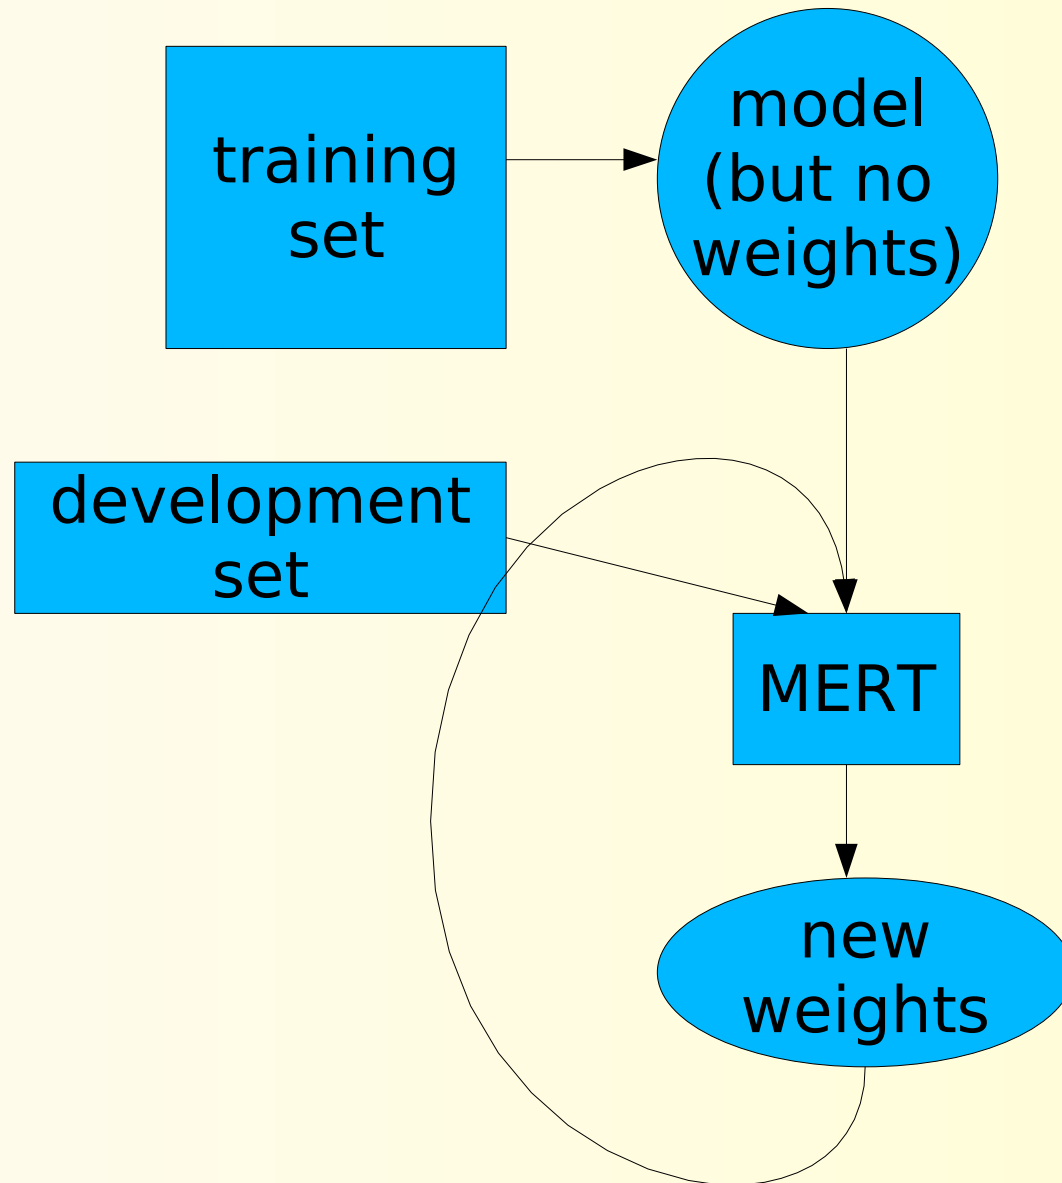 training
set
model
(but no
weights)
development
set
MERT
new
weights